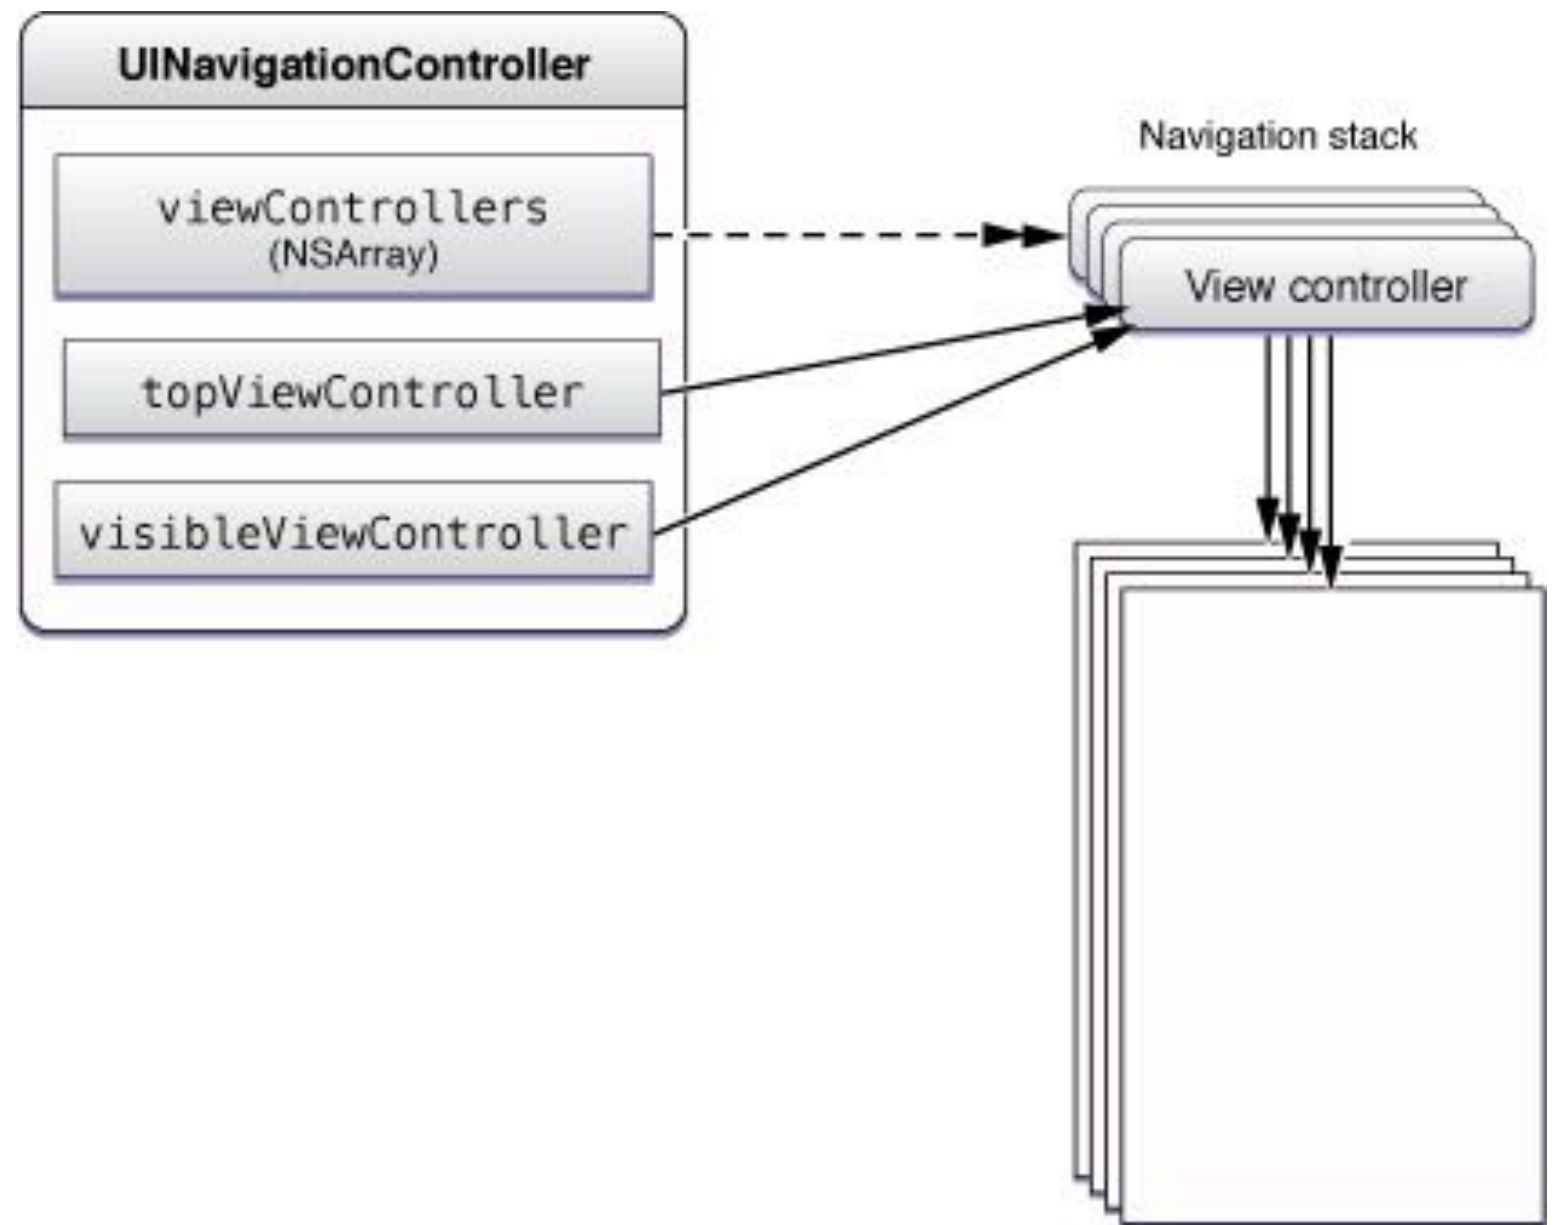 UINavigationController
viewControllers
(NSArray)
topViewController
visibleViewController
Navigation stack
View controller